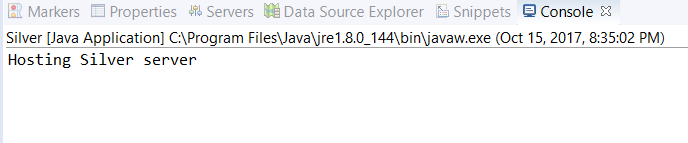 Markers Properties Servers Data Source Explorer Snippets Console
Silver [Java Application] C:\Program Files\Java\jre1.8.0_144\bin\javaw.exe (Oct 15, 2017, 8:35:02 PM)
Hosting Silver server